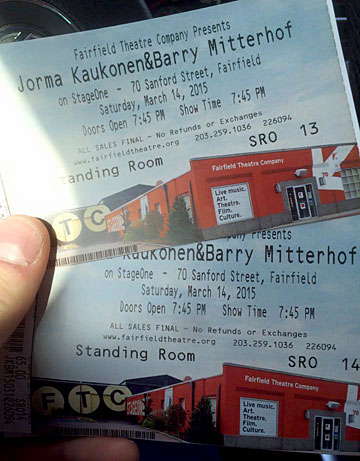 Fairfield Theatre Company Presents
Jorma Kaukonen&Barry Mitterhof
on StageOne - 70 Sanford Street, Fairfield
Saturday, March 14, 2015
Doors Open 7:45 PM Show Time 7:45 PM
ALL SALES FINAL - No Refunds or Exchanges
www.fairfieldtheatre.org 203.259.1036 226094
Standing Room
SRO 13
Fairfield Theatre Company
Live music.
Art.
Theatre.
Film.
Culture.
FTC
Company Presents
Kaukonen&Barry Mitterhof
on StageOne - 70 Sanford Street, Fairfield
Saturday, March 14, 2015
Doors Open 7:45 PM Show Time 7:45 PM
ALL SALES FINAL - No Refunds or Exchanges
www.fairfieldtheatre.org 203.259.1036 226094
Standing Room
SRO 14
Fairfield Theatre Company
Live music.
Art.
Theatre.
Film.
Culture.
FTC